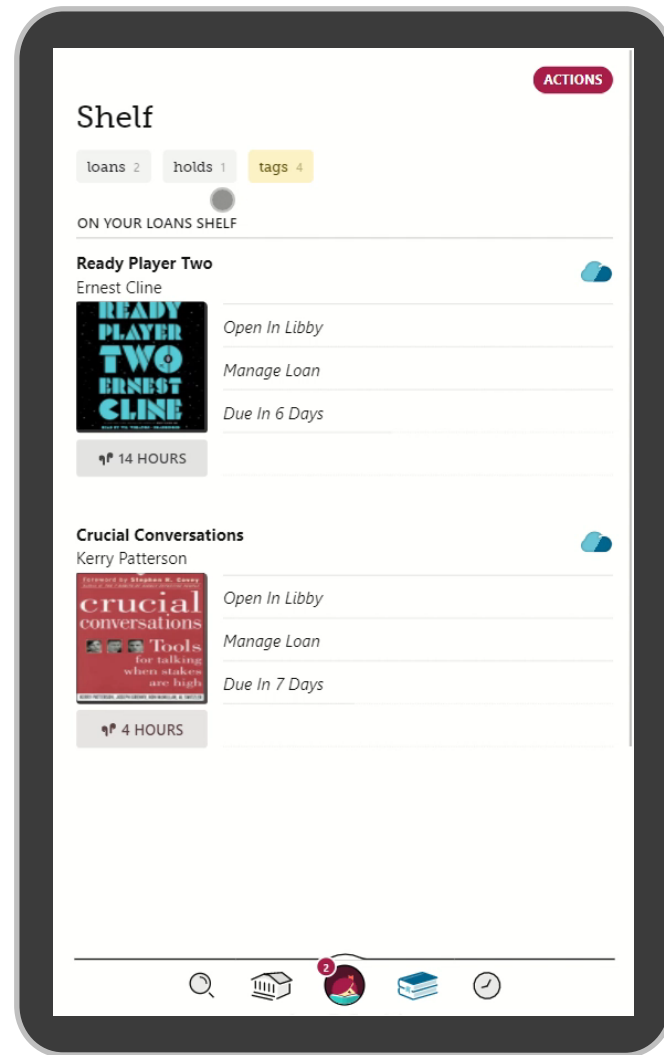 ACTIONS
Shelf
loans 2 holds 1 tags 4
ON YOUR LOANS SHELF
Ready Player Two
Ernest Cline
READY
PLAYER
TWO
ERNEST
CLINE
Open In Libby
Manage Loan
Due In 6 Days
14 HOURS
Crucial Conversations
Kerry Patterson
Foreword by Stephen R. Covey
crucial
conversations
Tools
for talking
when stakes
are high
Open In Libby
Manage Loan
Due In 7 Days
4 HOURS
2